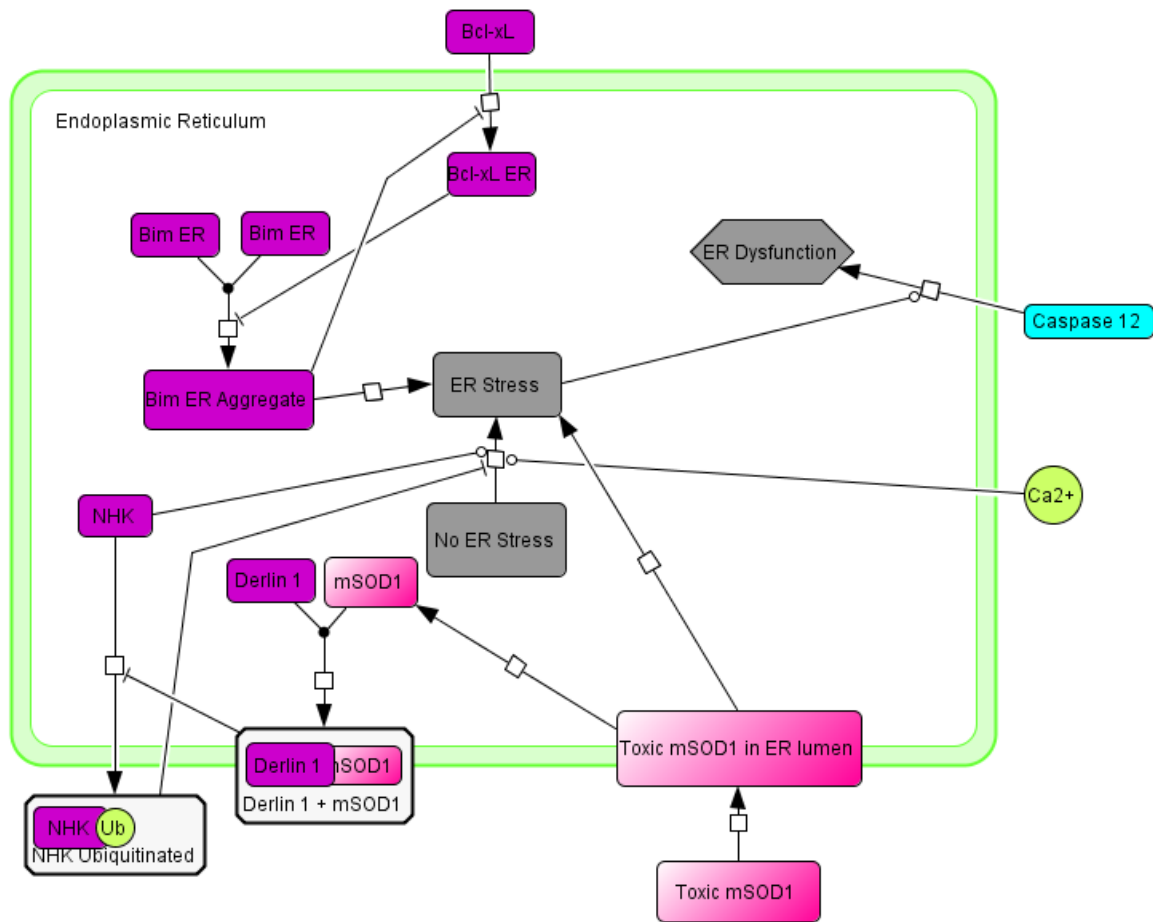 Bcl-xL
Endoplasmic Reticulum
Bcl-xL ER
Bim ER
Bim ER
ER Dysfunction
Caspase 12
Bim ER Aggregate
ER Stress
NHK
Ca2+
No ER Stress
Derlin 1
mSOD1
Toxic mSOD1 in ER lumen
Derlin 1
mSOD1
Derlin 1 + mSOD1
NHK
Ub
NHK Ubiquitinated
Toxic mSOD1